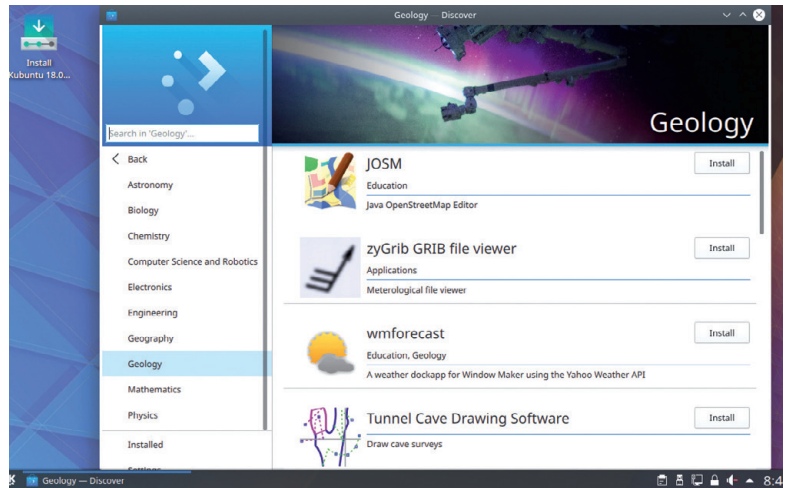 Install
Kubuntu 18.0...
Geology — Discover
Search in 'Geology'...
Geology
Back
Astronomy
Biology
Chemistry
Computer Science and Robotics
Electronics
Engineering
Geography
Geology
Mathematics
Physics
Installed
JOSM
Install
Education
Java OpenStreetMap Editor
zyGrib GRIB file viewer
Install
Applications
Meterological file viewer
wmforecast
Install
Education, Geology
A weather dockapp for Window Maker using the Yahoo Weather API
Tunnel Cave Drawing Software
Install
Draw cave surveys
Geology — Discover
8:4